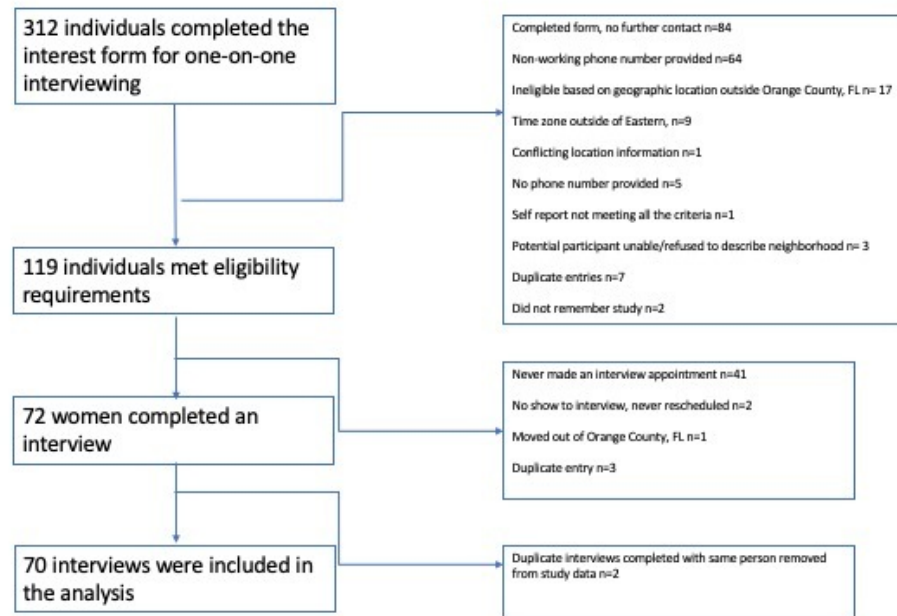 312 individuals completed the
interest form for one-on-one
interviewing
Completed form, no further contact n=84
Non-working phone number provided n=64
Ineligible based on geographic location outside Orange County, FL n= 17
Time zone outside of Eastern, n=9
Conflicting location information n=1
No phone number provided n=5
Self report not meeting all the criteria n=1
Potential participant unable/refused to describe neighborhood n= 3
Duplicate entries n=7
Did not remember study n=2
119 individuals met eligibility
requirements
Never made an interview appointment n=41
No show to interview, never rescheduled n=2
Moved out of Orange County, FL n=1
Duplicate entry n=3
72 women completed an
interview
70 interviews were included in
the analysis
Duplicate interviews completed with same person removed
from study data n=2